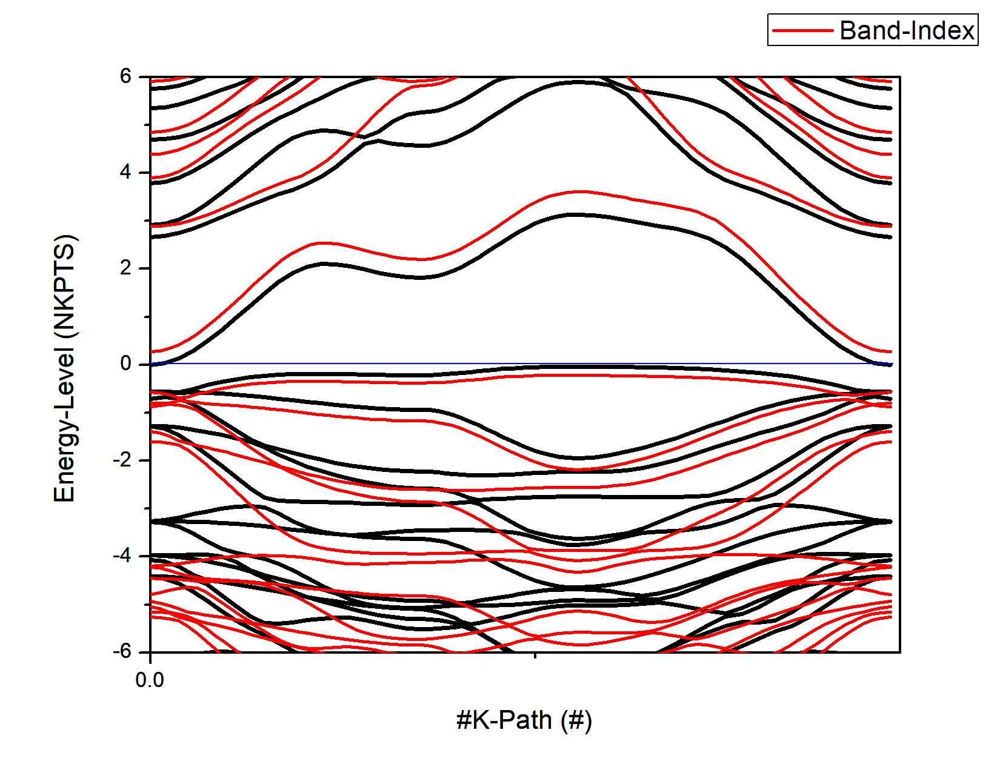 Band-Index
6
4
2
0
-2
-4
-6
Energy-Level (NKPTS)
0.0
#K-Path (#)